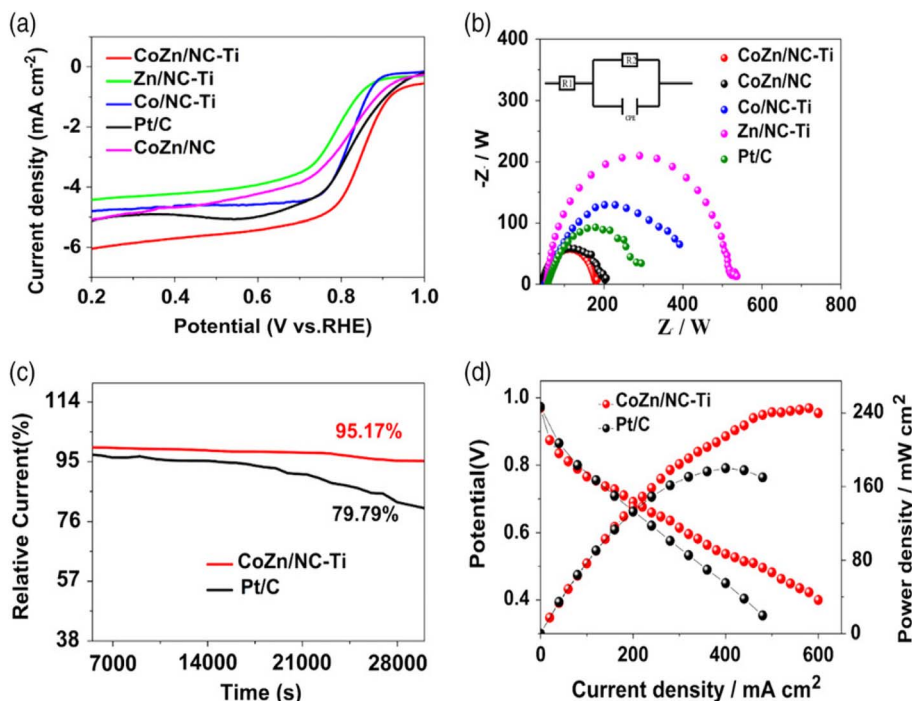 (a)
0
-2
-4
-6
0.2
0.4
0.6
0.8
1.0
Current density (mA cm-2)
Potential (V vs.RHE)
CoZn/NC-Ti
Zn/NC-Ti
Co/NC-Ti
Pt/C
CoZn/NC
(b)
400
300
200
100
0
0
200
400
600
800
-Z / W
Z / W
R1
R2
CPE
CoZn/NC-Ti
CoZn/NC
Co/NC-Ti
Zn/NC-Ti
Pt/C
(c)
114
95
76
57
38
7000
14000
21000
28000
Relative Current(%)
Time (s)
95.17%
79.79%
CoZn/NC-Ti
Pt/C
(d)
1.0
0.8
0.6
0.4
0
200
400
600
240
160
80
0
Potential(V)
Power density / mW cm2
Current density / mA cm2
CoZn/NC-Ti
Pt/C